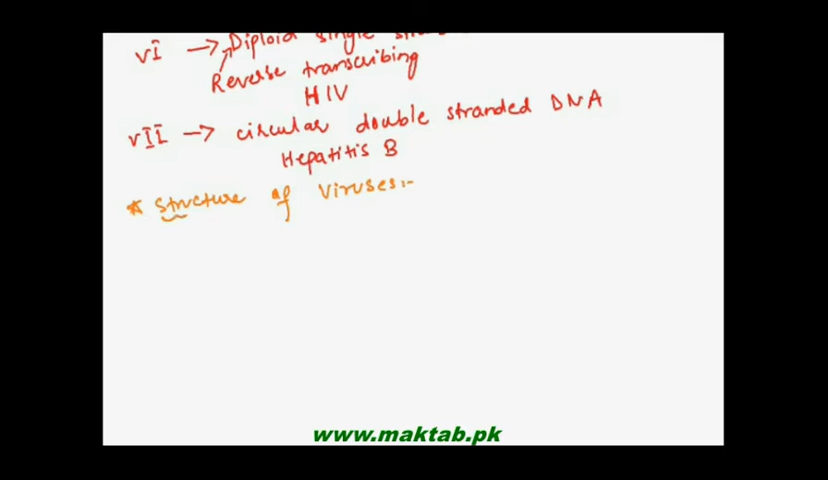 VI → Diploid single
Reverse transcribing
HIV
VII → circular double stranded DNA
Hepatitis B
* Structure of Viruses:-
www.maktab.pk